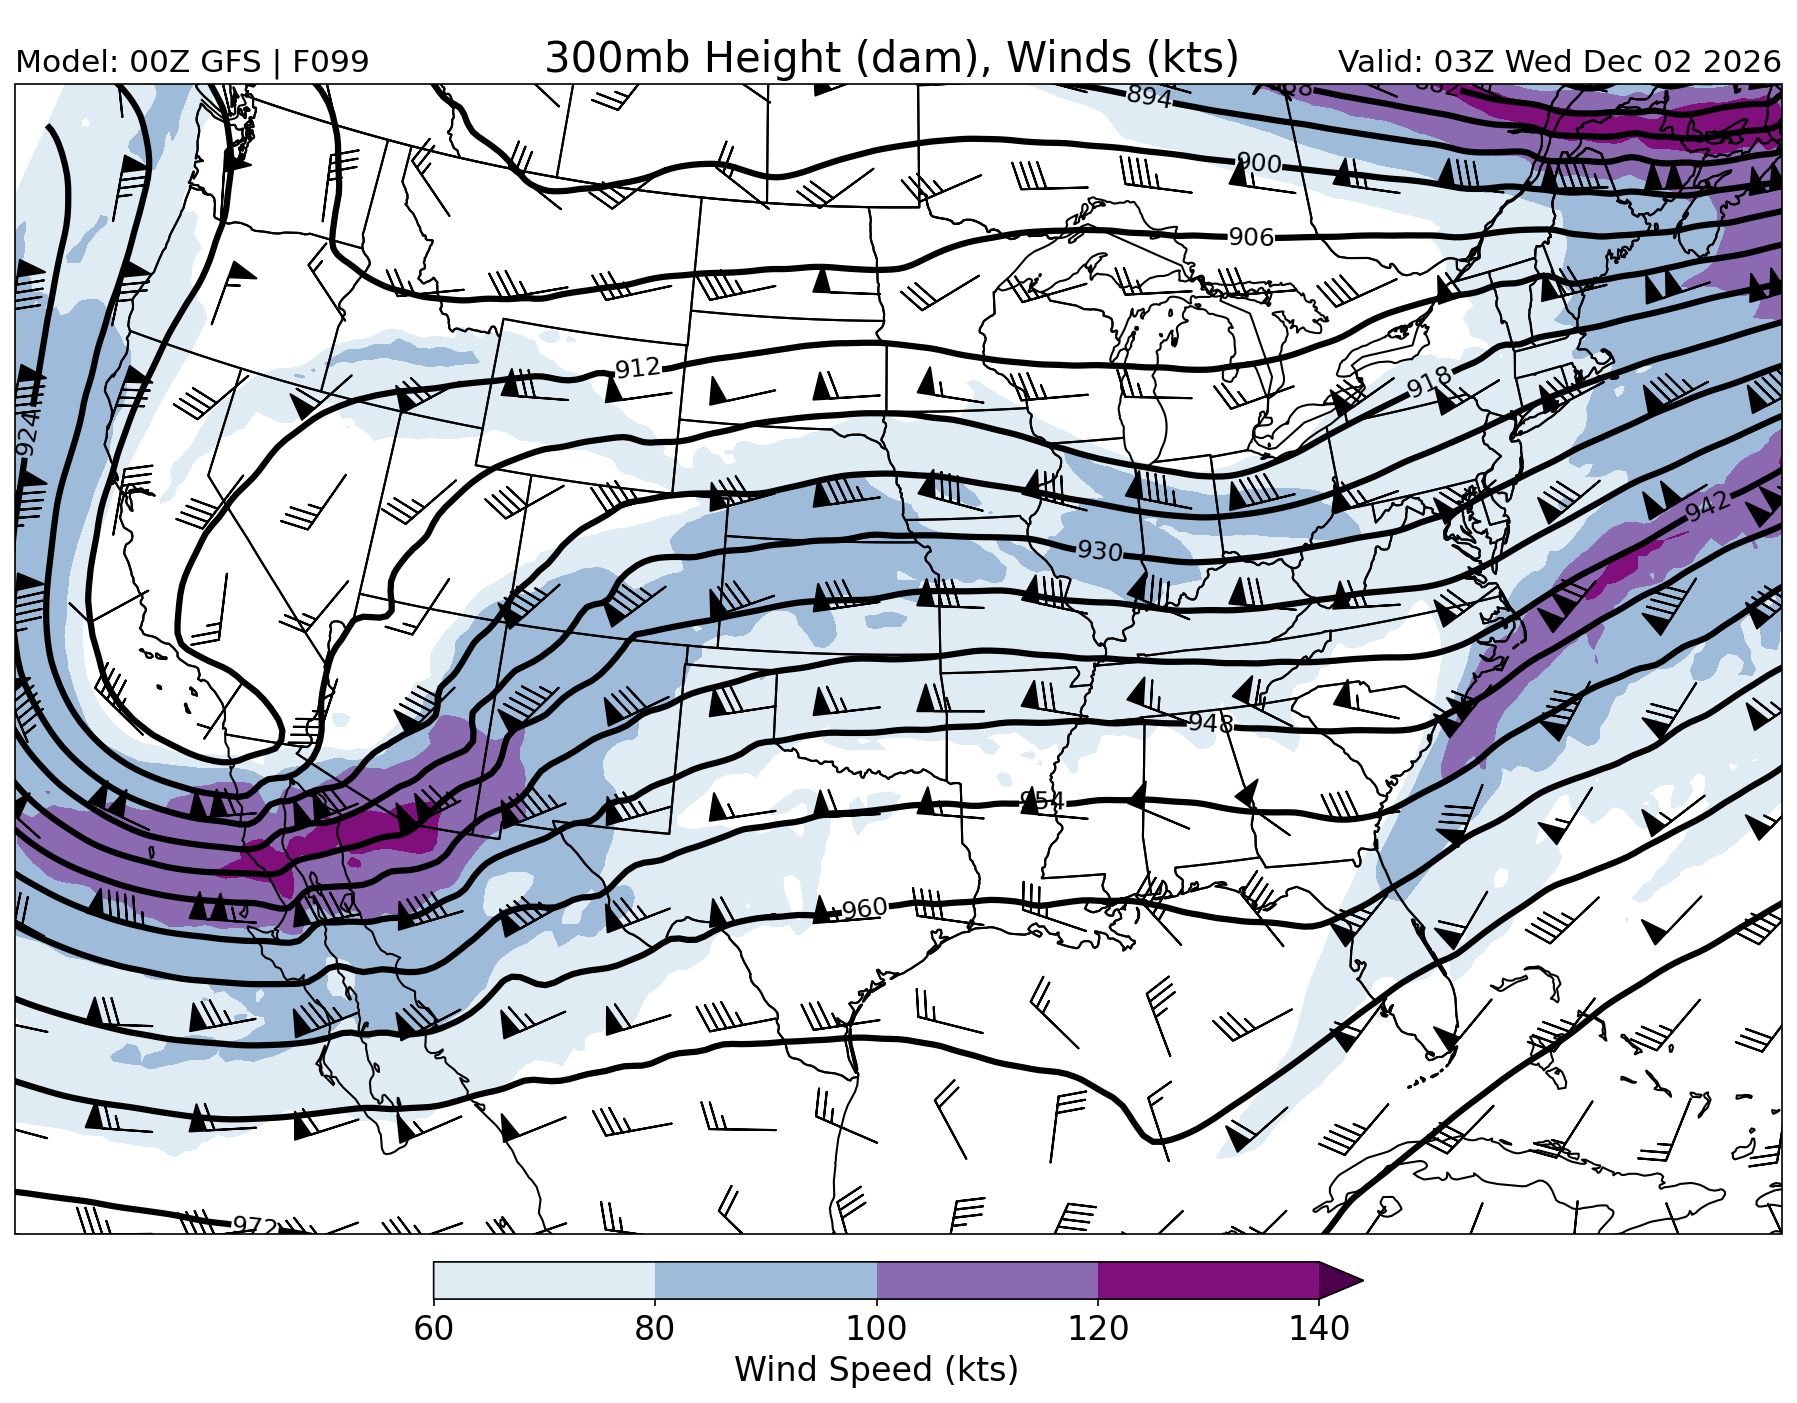 Model: 00Z GFS | F099
300mb Height (dam), Winds (kts)
Valid: 03Z Wed Dec 02 2026
894
900
906
912
918
924
930
942
948
954
960
972
60 80 100 120 140
Wind Speed (kts)